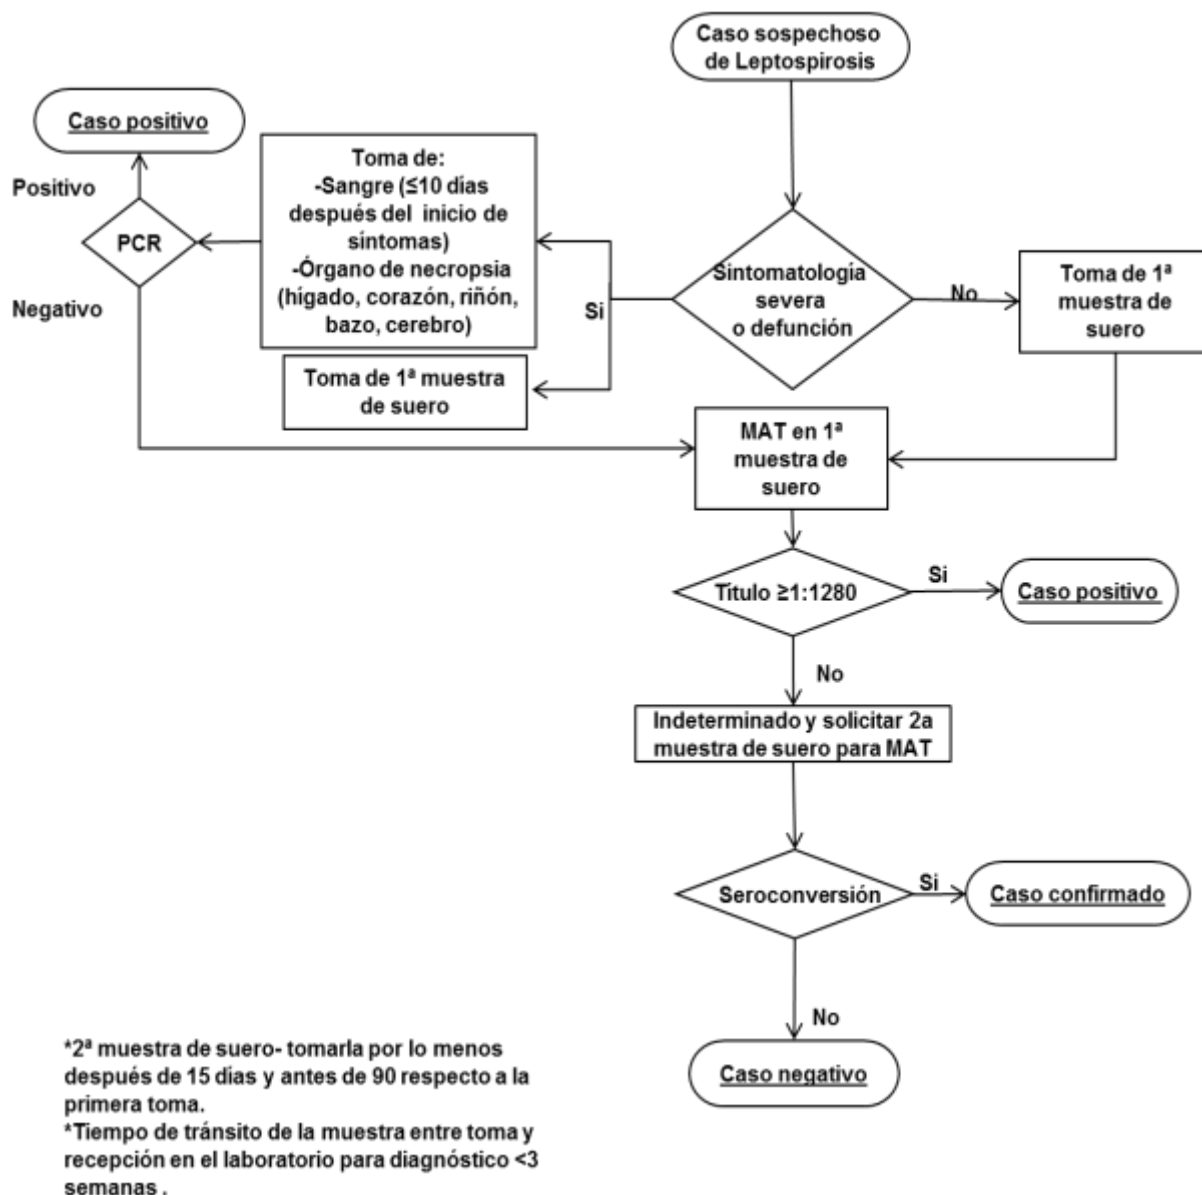 Caso sospechoso
de Leptospirosis
Caso positivo
Positivo
PCR
Negativo
Toma de:
-Sangre (≤10 días
después del inicio de
síntomas)
-Órgano de necropsia
(hígado, corazón, riñón,
bazo, cerebro)
Si
Toma de 1ª muestra
de suero
Sintomatología
severa
o defunción
No
Toma de 1ª
muestra de
suero
MAT en 1ª
muestra de
suero
Titulo ≥1:1280
Si
Caso positivo
No
Indeterminado y solicitar 2a
muestra de suero para MAT
Seroconversión
Si
Caso confirmado
No
Caso negativo
*2ª muestra de suero- tomarla por lo menos
después de 15 días y antes de 90 respecto a la
primera toma.
*Tiempo de tránsito de la muestra entre toma y
recepción en el laboratorio para diagnóstico <3
semanas .